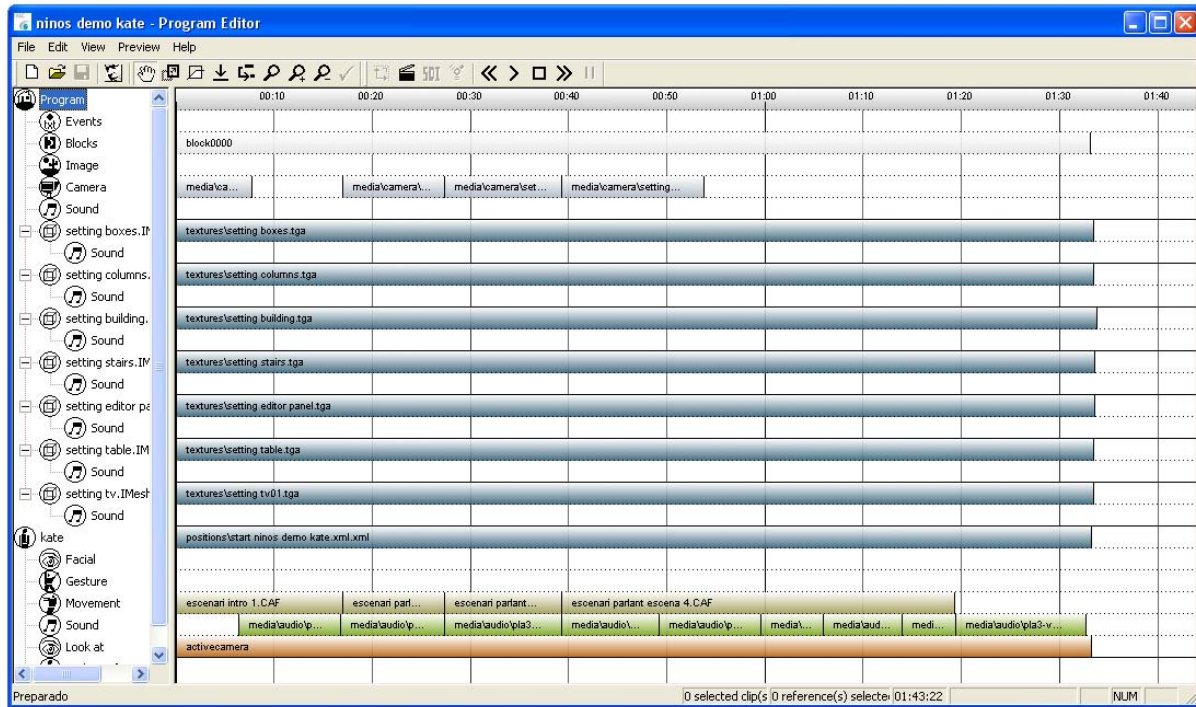 ninos demo kate - Program Editor
File Edit View Preview Help
SDI
00:10 00:20 00:30 00:40 00:50 01:00 01:10 01:20 01:30 01:40
Program
Events
Blocks
block0000
Image
Camera
media\ca... media\camera\... media\camera\set... media\camera\setting...
Sound
setting boxes.IM
textures\setting boxes.tga
Sound
setting columns.
textures\setting columns.tga
Sound
setting building.
textures\setting building.tga
Sound
setting stairs.IM
textures\setting stairs.tga
Sound
setting editor pa
textures\setting editor panel.tga
Sound
setting table.IM
textures\setting table.tga
Sound
setting tv.IMesh
textures\setting tv01.tga
Sound
kate
positions\start ninos demo kate.xml.xml
Facial
Gesture
Movement
escenari intro 1.CAF escenari parl... escenari parlant... escenari parlant escena 4.CAF
Sound
media\audio\p... media\audio\p... media\audio\pla3... media\audio\... media\audio\p... media\... media\aud... medi... media\audio\pla3-v...
Look at
activecamera
Preparado
0 selected clip(s 0 reference(s) selecte 01:43:22 NUM